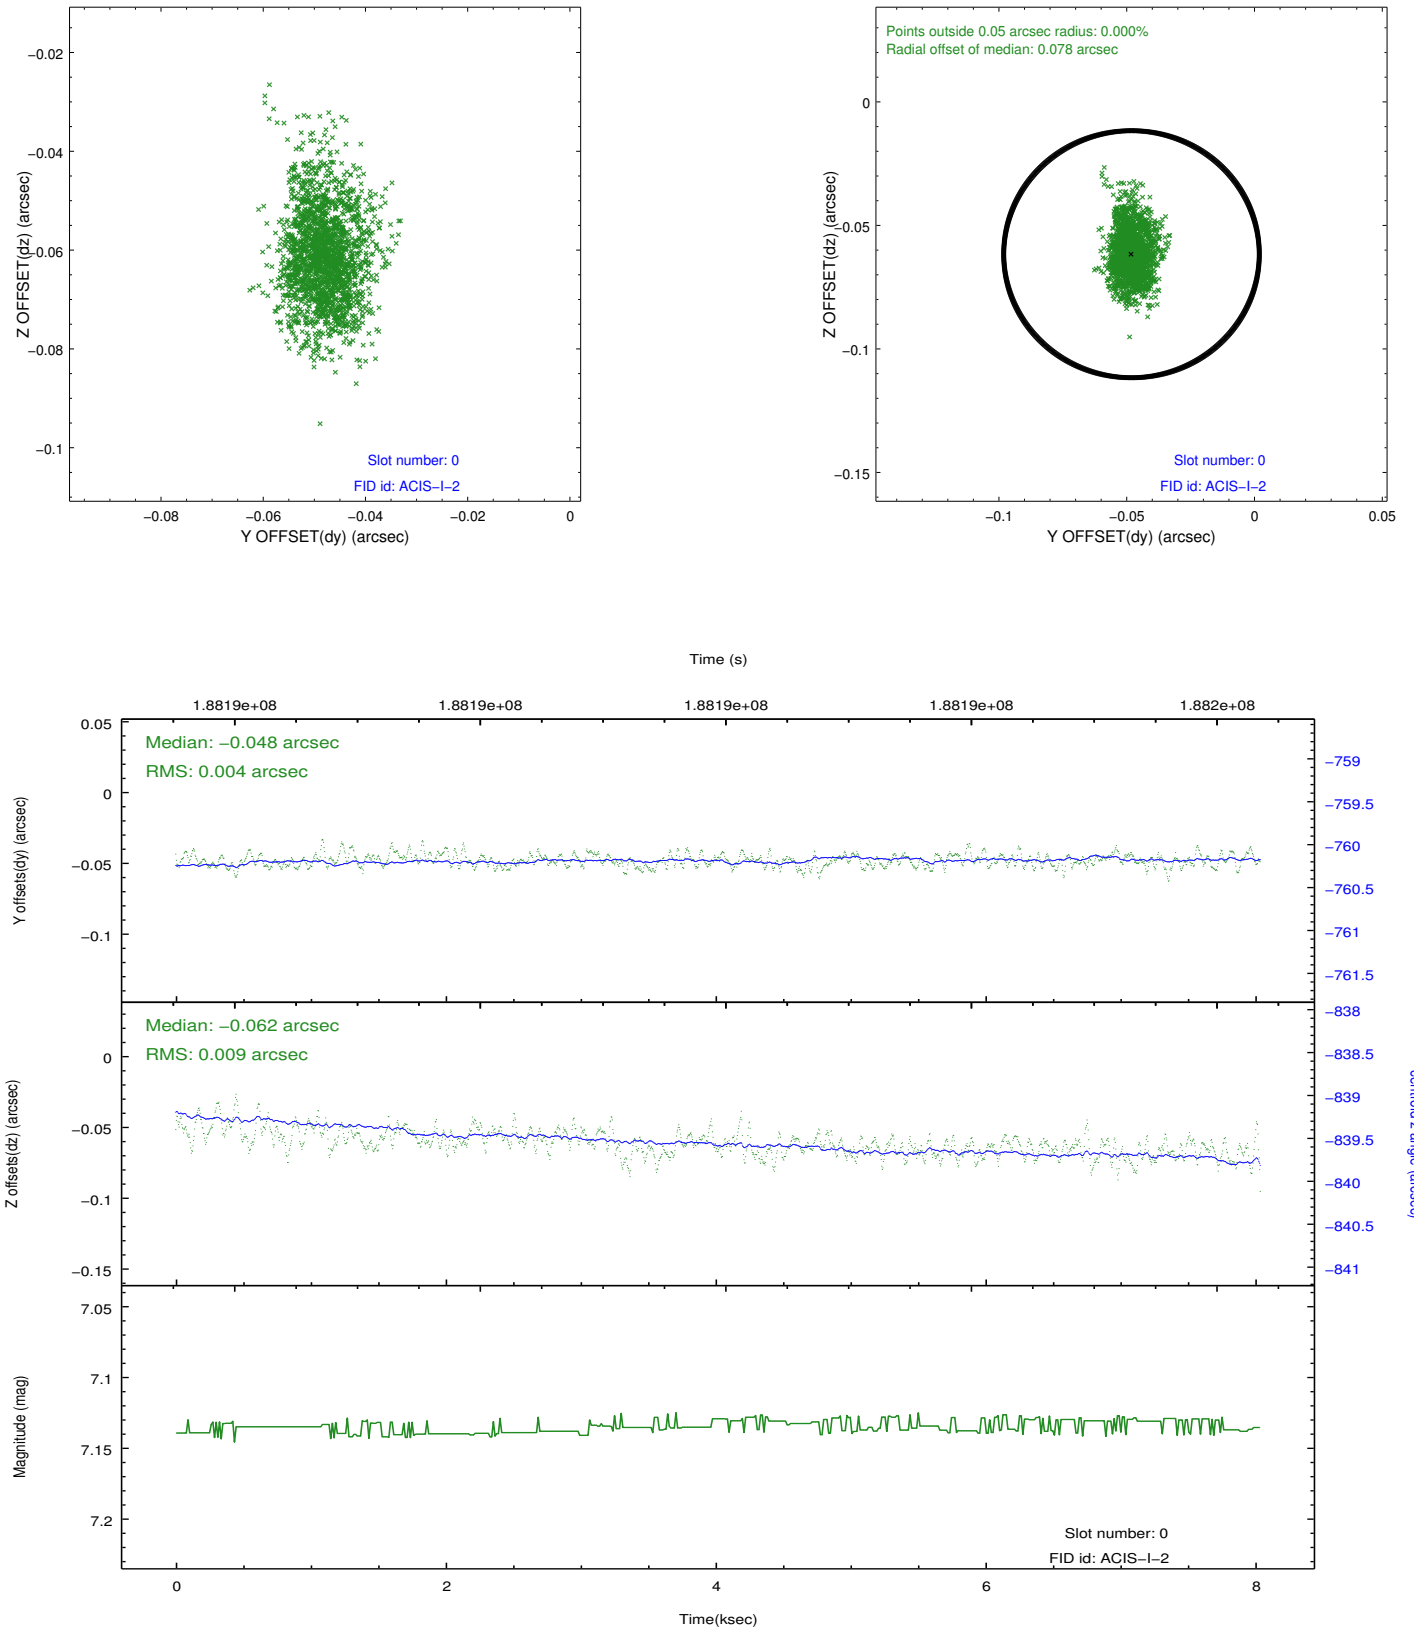 −0.02
−0.04
−0.06
−0.08
−0.1
Z OFFSET(dz) (arcsec)
Slot number: 0
FID id: ACIS−I−2
−0.08
−0.06
−0.04
−0.02
0
Y OFFSET(dy) (arcsec)
Points outside 0.05 arcsec radius: 0.000%
Radial offset of median: 0.078 arcsec
0
−0.05
−0.1
−0.15
Z OFFSET(dz) (arcsec)
Slot number: 0
FID id: ACIS−I−2
−0.1
−0.05
0
0.05
Y OFFSET(dy) (arcsec)
Time (s)
1.8819e+08
1.8819e+08
1.8819e+08
1.8819e+08
1.882e+08
Median: −0.048 arcsec
RMS: 0.004 arcsec
0.05
0
−0.05
−0.1
Y offsets(dy) (arcsec)
−759
−759.5
−760
−760.5
−761
−761.5
Median: −0.062 arcsec
RMS: 0.009 arcsec
0
−0.05
−0.1
−0.15
Z offsets(dz) (arcsec)
−838
−838.5
−839
−839.5
−840
−840.5
−841
angle (arcsec)
7.05
7.1
7.15
7.2
Magnitude (mag)
Slot number: 0
FID id: ACIS−I−2
0
2
4
6
8
Time(ksec)